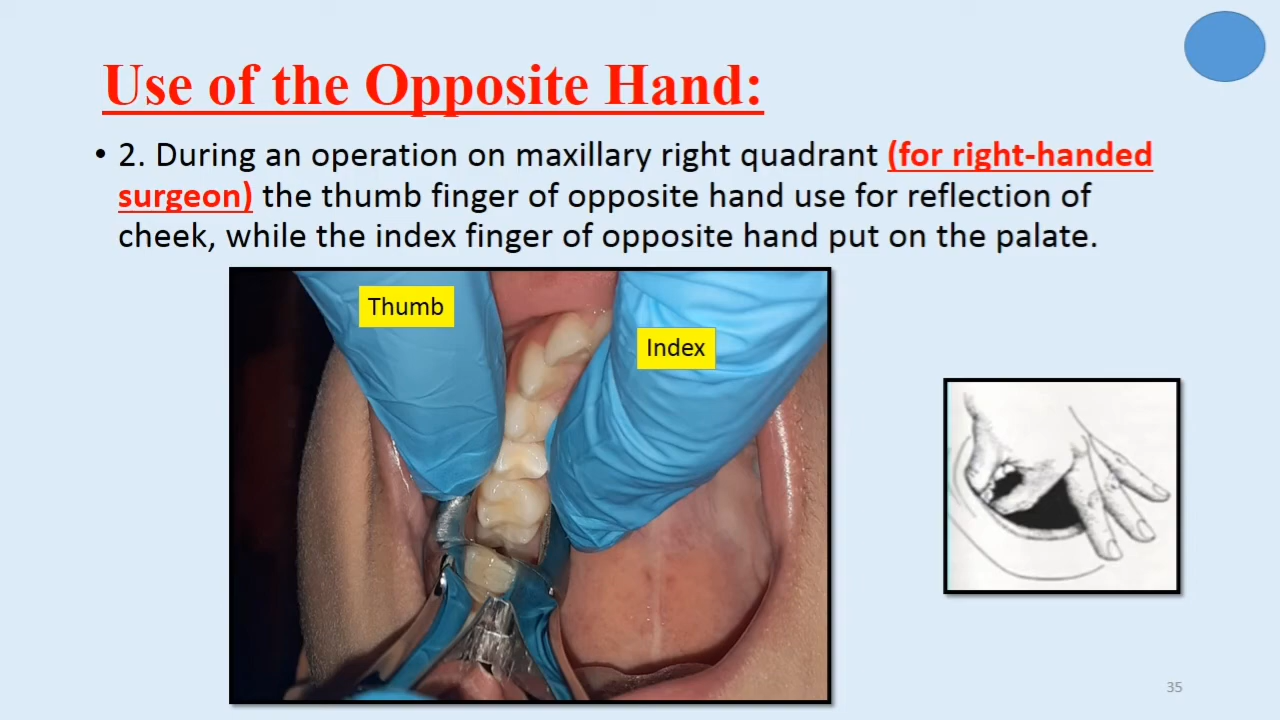 Use of the Opposite Hand:
• 2. During an operation on maxillary right quadrant (for right-handed
surgeon) the thumb finger of opposite hand use for reflection of
cheek, while the index finger of opposite hand put on the palate.
Thumb
Index
35